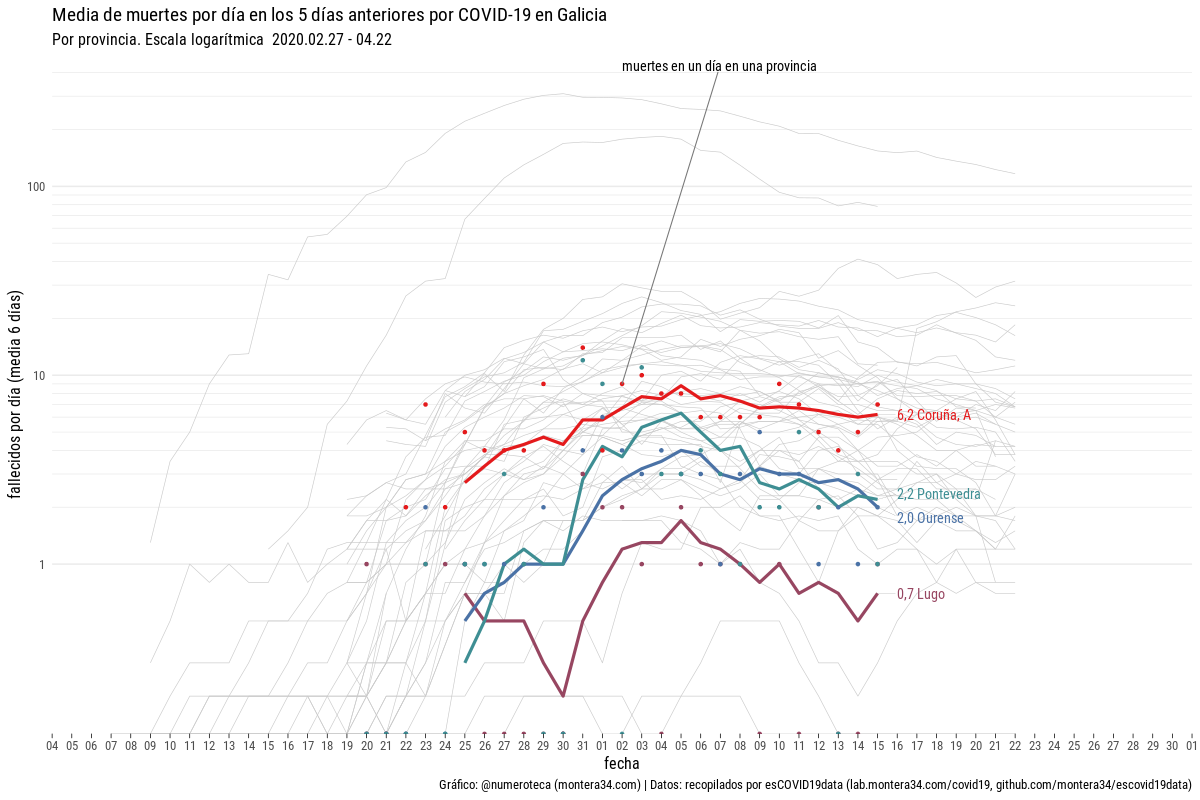 Media de muertes por día en los 5 días anteriores por COVID-19 en Galicia
Por provincia. Escala logarítmica 2020.02.27 - 04.22
muertes en un día en una provincia
fallecidos por día (media 6 días)
100
10
1
6,2 Coruña, A
2,2 Pontevedra
2,0 Ourense
0,7 Lugo
04 05 06 07 08 09 10 11 12 13 14 15 16 17 18 19 20 21 22 23 24 25 26 27 28 29 30 31 01 02 03 04 05 06 07 08 09 10 11 12 13 14 15 16 17 18 19 20 21 22 23 24 25 26 27 28 29 30 01
fecha
Gráfico: @numeroteca (montera34.com) | Datos: recopilados por esCOVID19data (lab.montera34.com/covid19, github.com/montera34/escovid19data)